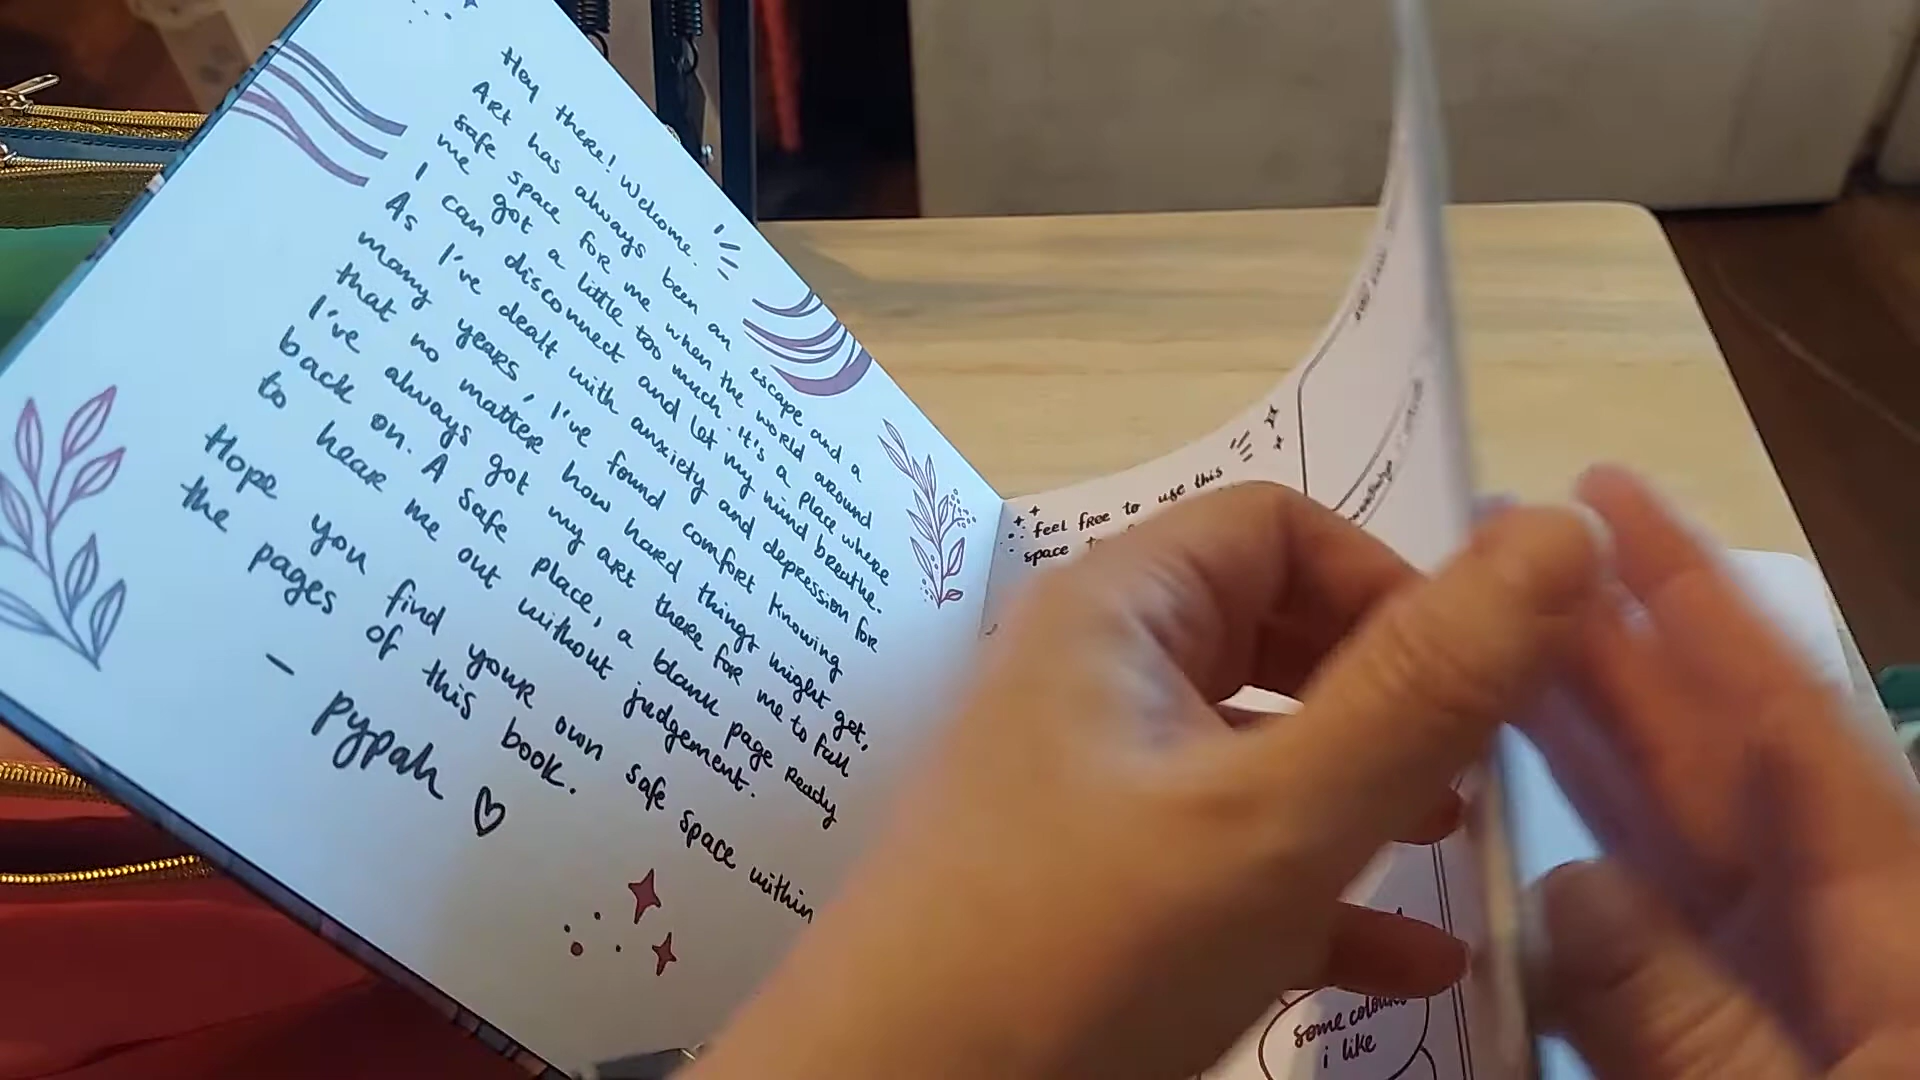 Hey there! Welcome.
Art has always been an escape and a
safe space for me when the world around
me got a little too much. It's a place where
I can disconnect and let my mind breathe.
As I've dealt with anxiety and depression for
many years, I've found comfort knowing
that no matter how hard things might get,
I've always got my art there for me to fall
back on. A safe place, a blank page ready
to hear me out without judgement.
Hope you find your own safe space within
the pages of this book.
- pypah
feel free to use this
space
some colours
i like